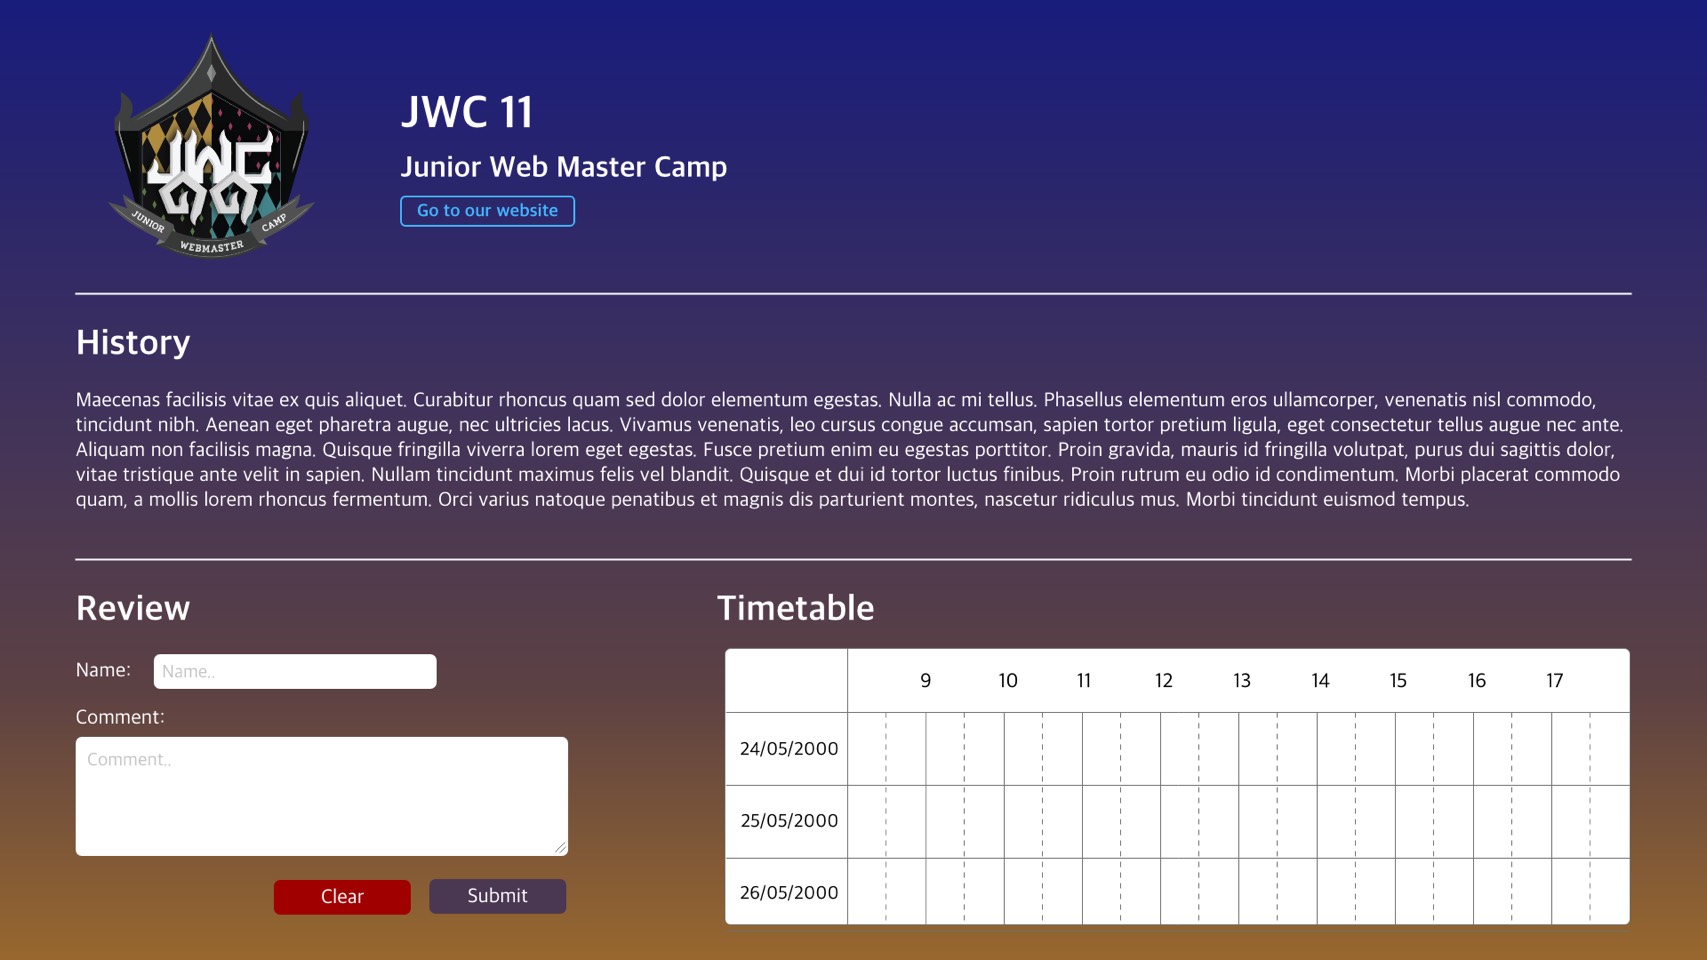 JWC
JUNIOR
WEBMASTER
CAMP
JWC 11
Junior Web Master Camp
Go to our website
History
Maecenas facilisis vitae ex quis aliquet. Curabitur rhoncus quam sed dolor elementum egestas. Nulla ac mi tellus. Phasellus elementum eros ullamcorper, venenatis nisl commodo,
tincidunt nibh. Aenean eget pharetra augue, nec ultricies lacus. Vivamus venenatis, leo cursus congue accumsan, sapien tortor pretium ligula, eget consectetur tellus augue nec ante.
Aliquam non facilisis magna. Quisque fringilla viverra lorem eget egestas. Fusce pretium enim eu egestas porttitor. Proin gravida, mauris id fringilla volutpat, purus dui sagittis dolor,
vitae tristique ante velit in sapien. Nullam tincidunt maximus felis vel blandit. Quisque et dui id tortor luctus finibus. Proin rutrum eu odio id condimentum. Morbi placerat commodo
quam, a mollis lorem rhoncus fermentum. Orci varius natoque penatibus et magnis dis parturient montes, nascetur ridiculus mus. Morbi tincidunt euismod tempus.
Review
Name: Name..
Comment:
Comment..
Clear Submit
Timetable
9 10 11 12 13 14 15 16 17
24/05/2000
25/05/2000
26/05/2000